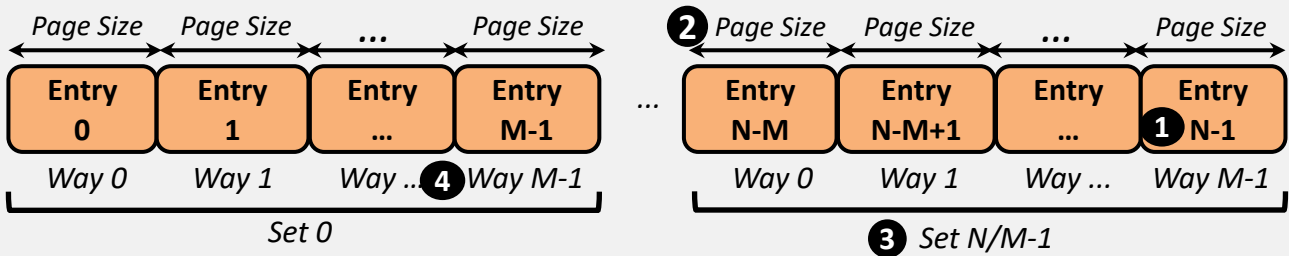 Page Size Page Size ... Page Size 2 Page Size Page Size ... Page Size
Entry Entry Entry Entry ... Entry Entry Entry Entry
0 1 ... M-1 N-M N-M+1 ... 1 N-1
Way 0 Way 1 Way ... 4 Way M-1 Way 0 Way 1 Way ... Way M-1
Set 0 3 Set N/M-1